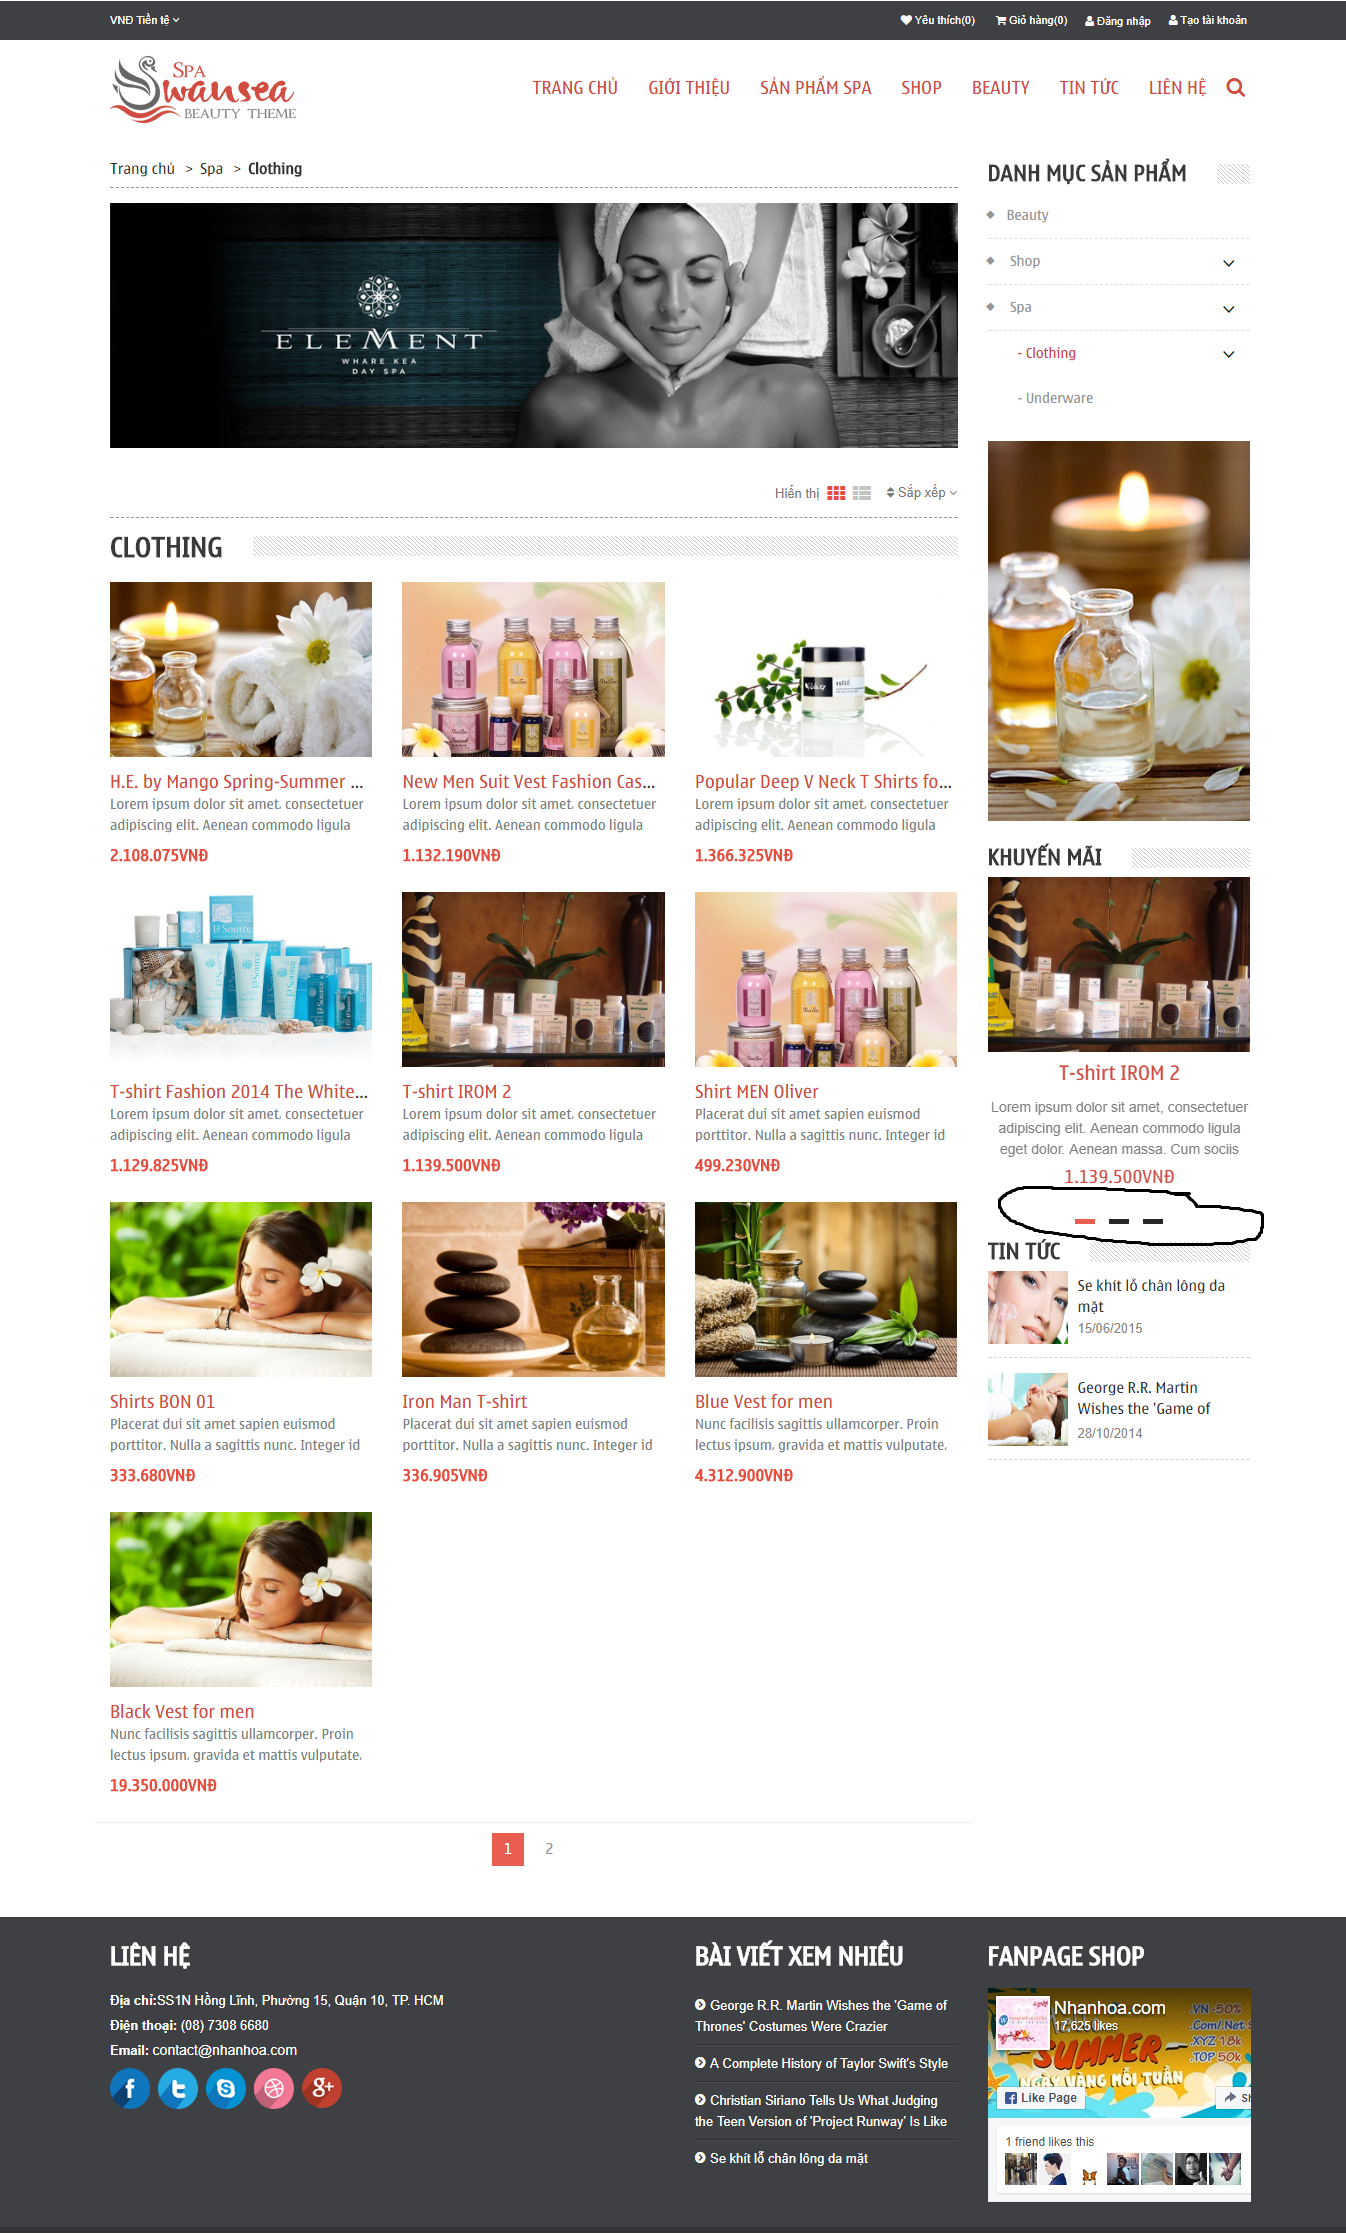 VNĐ Tiền tệ
Yêu thích(0) Giỏ hàng(0) Đăng nhập Tạo tài khoản
SPA
Swansea
BEAUTY THEME
TRANG CHỦ GIỚI THIỆU SẢN PHẨM SPA SHOP BEAUTY TIN TỨC LIÊN HỆ
Trang chủ > Spa > Clothing
ELEMENT
WHARE KEA
DAY SPA
Hiển thị Sắp xếp
CLOTHING
H.E. by Mango Spring-Summer ...
Lorem ipsum dolor sit amet, consectetuer
adipiscing elit. Aenean commodo ligula
2.108.075VNĐ
New Men Suit Vest Fashion Cas...
Lorem ipsum dolor sit amet, consectetuer
adipiscing elit. Aenean commodo ligula
1.132.190VNĐ
Popular Deep V Neck T Shirts fo...
Lorem ipsum dolor sit amet, consectetuer
adipiscing elit. Aenean commodo ligula
1.366.325VNĐ
La Source
T-shirt Fashion 2014 The White...
Lorem ipsum dolor sit amet, consectetuer
adipiscing elit. Aenean commodo ligula
1.129.825VNĐ
T-shirt IROM 2
Lorem ipsum dolor sit amet, consectetuer
adipiscing elit. Aenean commodo ligula
1.139.500VNĐ
Shirt MEN Oliver
Placerat dui sit amet sapien euismod
porttitor. Nulla a sagittis nunc. Integer id
499.230VNĐ
Shirts BON 01
Placerat dui sit amet sapien euismod
porttitor. Nulla a sagittis nunc. Integer id
333.680VNĐ
Iron Man T-shirt
Placerat dui sit amet sapien euismod
porttitor. Nulla a sagittis nunc. Integer id
336.905VNĐ
Blue Vest for men
Nunc facilisis sagittis ullamcorper. Proin
lectus ipsum, gravida et mattis vulputate,
4.312.900VNĐ
Black Vest for men
Nunc facilisis sagittis ullamcorper. Proin
lectus ipsum, gravida et mattis vulputate,
19.350.000VNĐ
1 2
DANH MỤC SẢN PHẨM
Beauty
Shop
Spa
- Clothing
- Underware
KHUYẾN MÃI
T-shirt IROM 2
Lorem ipsum dolor sit amet, consectetuer
adipiscing elit. Aenean commodo ligula
eget dolor. Aenean massa. Cum sociis
1.139.500VNĐ
TIN TỨC
Se khít lỗ chân lông da
mặt
15/06/2015
George R.R. Martin
Wishes the 'Game of
28/10/2014
LIÊN HỆ
Địa chỉ:SS1N Hồng Lĩnh, Phường 15, Quận 10, TP. HCM
Điện thoại: (08) 7308 6680
Email: contact@nhanhoa.com
BÀI VIẾT XEM NHIỀU
George R.R. Martin Wishes the 'Game of
Thrones' Costumes Were Crazier
A Complete History of Taylor Swift's Style
Christian Siriano Tells Us What Judging
the Teen Version of 'Project Runway' Is Like
Se khít lỗ chân lông da mặt
FANPAGE SHOP
Nhanhoa.com
17,625 likes
.VN -50%
.Com/.Net
.XYZ 18k
.TOP 50k
SUMMER
NGÀY VÀNG MỖI TUẦN
Like Page
1 friend likes this